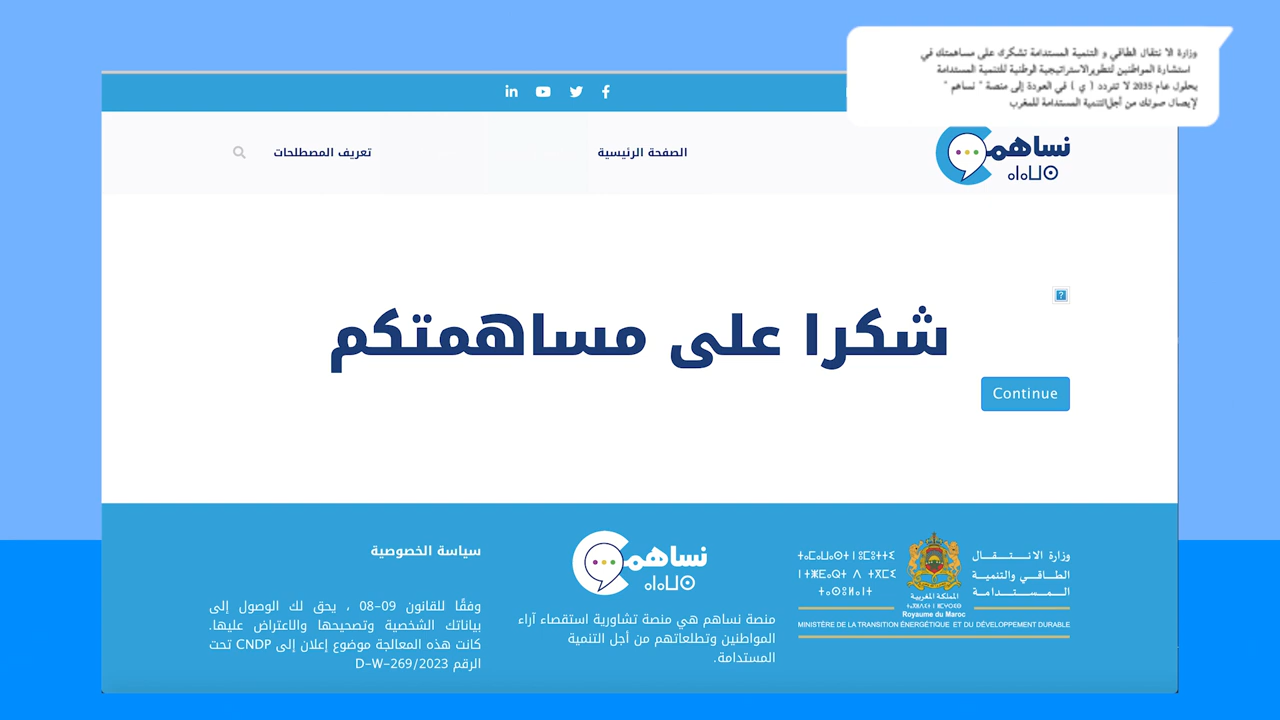 وزارة الا نتقال الطاقي و التنمية المستدامة تشكرك على مساهمتك في
استشارة المواطنين لتطويرالاستراتيجية الوطنية للتنمية المستدامة
بحلول عام 2035 لا تتردد ( ي ) في العودة إلى منصة " نساهم "
لإيصال صوتك من أجلالتنمية المستدامة للمغرب
نساهم
ⵙⵡⴰⵏⴰ
الصفحة الرئيسية
تعريف المصطلحات
شكرا على مساهمتكم
Continue
وزارة الانتقال
الطاقي والتنمية
المستدامة
المملكة المغربية
Royaume du Maroc
MINISTÈRE DE LA TRANSITION ÉNERGÉTIQUE ET DU DÉVELOPPEMENT DURABLE
نساهم
منصة نساهم هي منصة تشاورية استقصاء آراء
المواطنين وتطلعاتهم من أجل التنمية
المستدامة.
سياسة الخصوصية
وفقًا للقانون 09-08 ، يحق لك الوصول إلى
بياناتك الشخصية وتصحيحها والاعتراض عليها.
كانت هذه المعالجة موضوع إعلان إلى CNDP تحت
الرقم D-W-269/2023